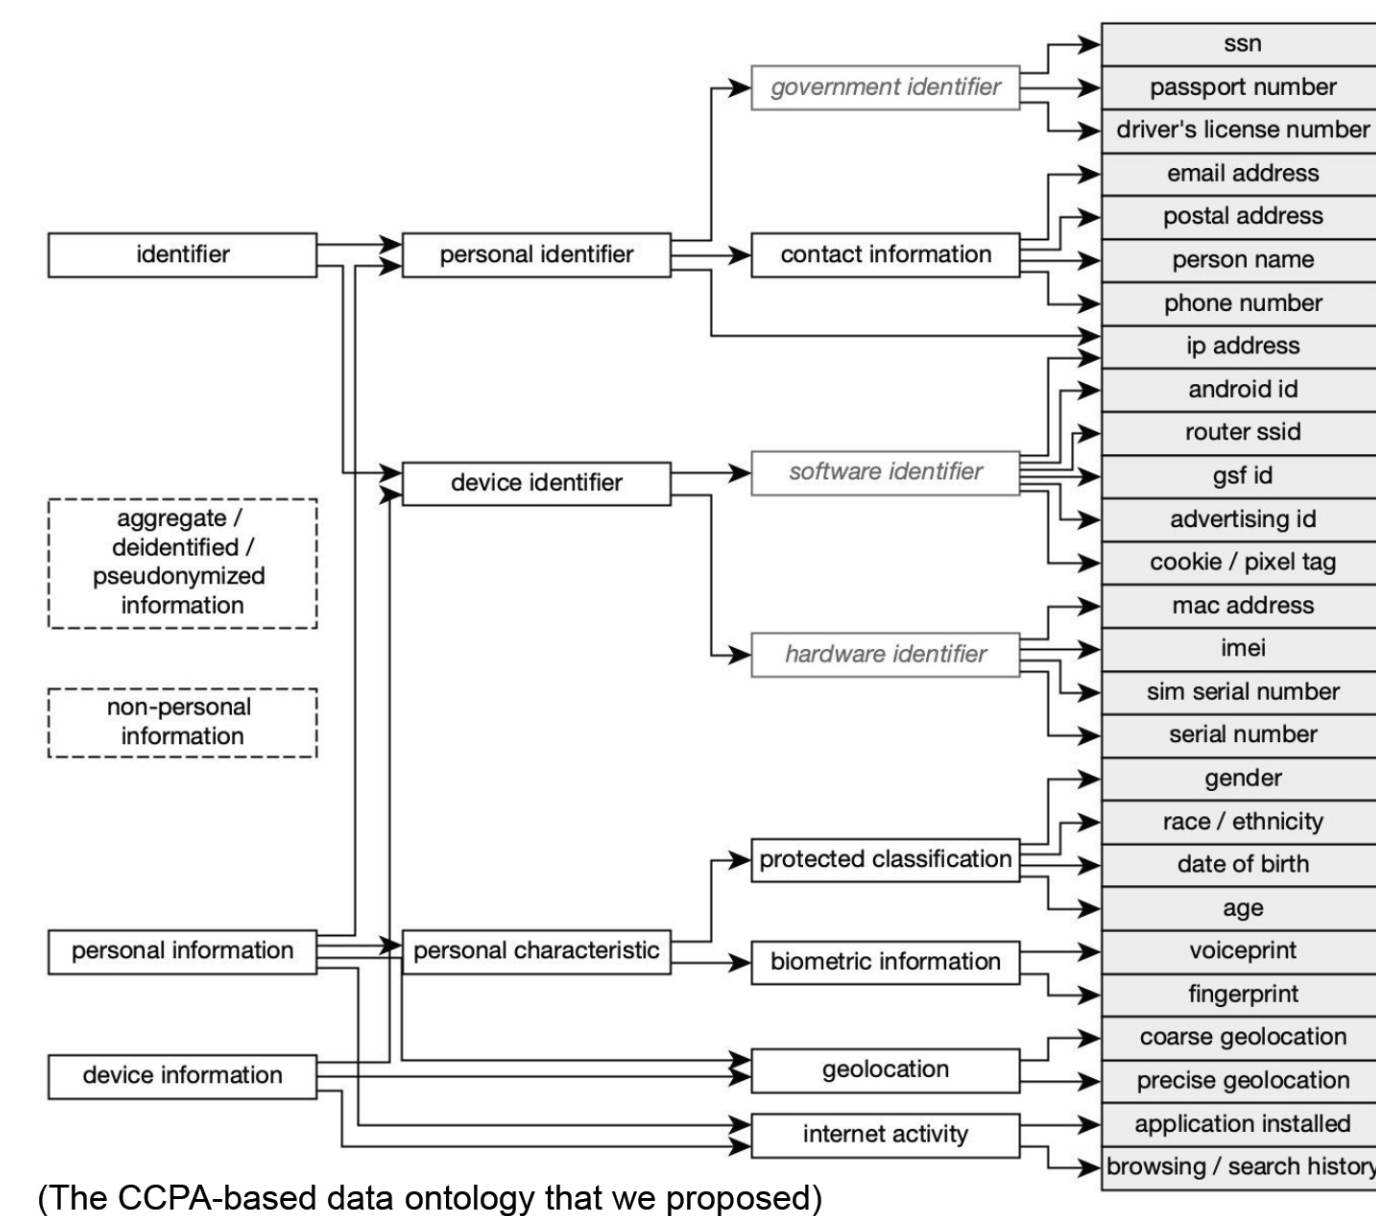 ssn
government identifier
passport number
driver's license number
email address
postal address
identifier
personal identifier
contact information
person name
phone number
ip address
android id
router ssid
software identifier
gsf id
device identifier
advertising id
aggregate /
deidentified /
pseudonymized
information
cookie / pixel tag
mac address
hardware identifier
imei
sim serial number
non-personal
information
serial number
gender
race / ethnicity
protected classification
date of birth
age
personal information
personal characteristic
voiceprint
biometric information
fingerprint
coarse geolocation
device information
geolocation
precise geolocation
application installed
internet activity
browsing / search history
(The CCPA-based data ontology that we proposed)